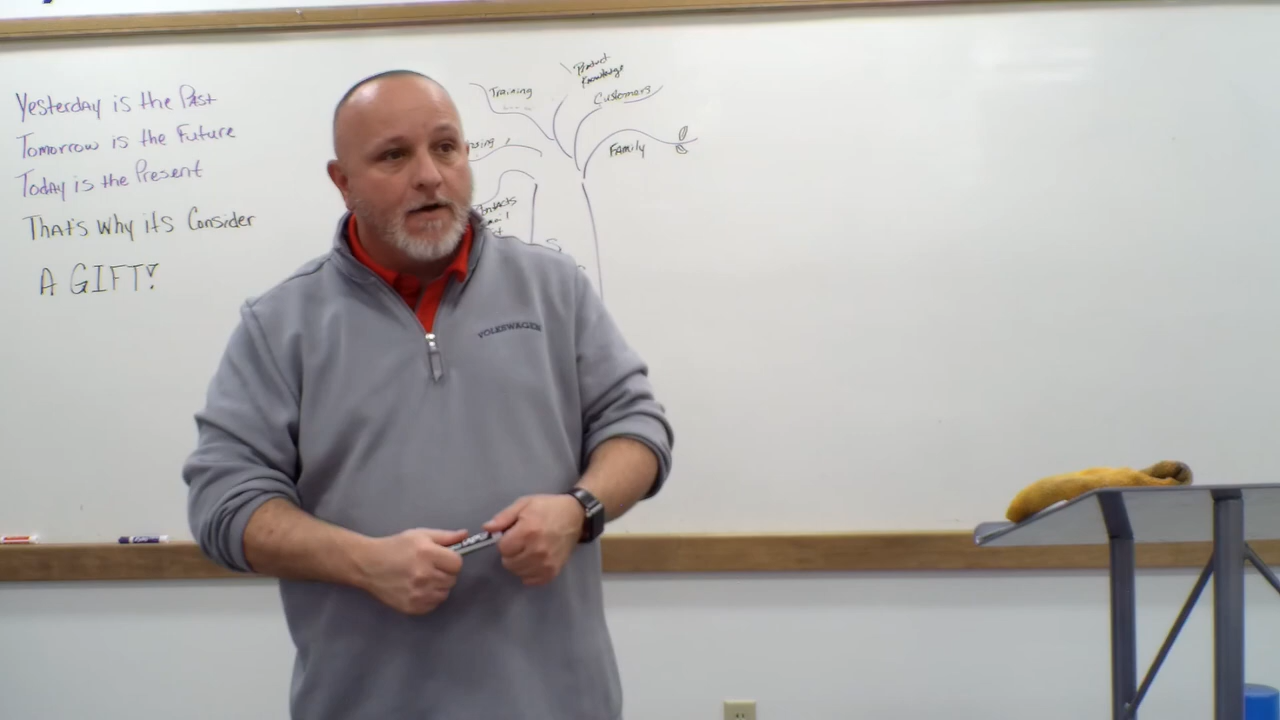 Yesterday is the Past
Tomorrow is the Future
Today is the Present
That's why its Consider
A GIFT!
Training
Product
Knowledge
Customers
Family
VOLKSWAGEN